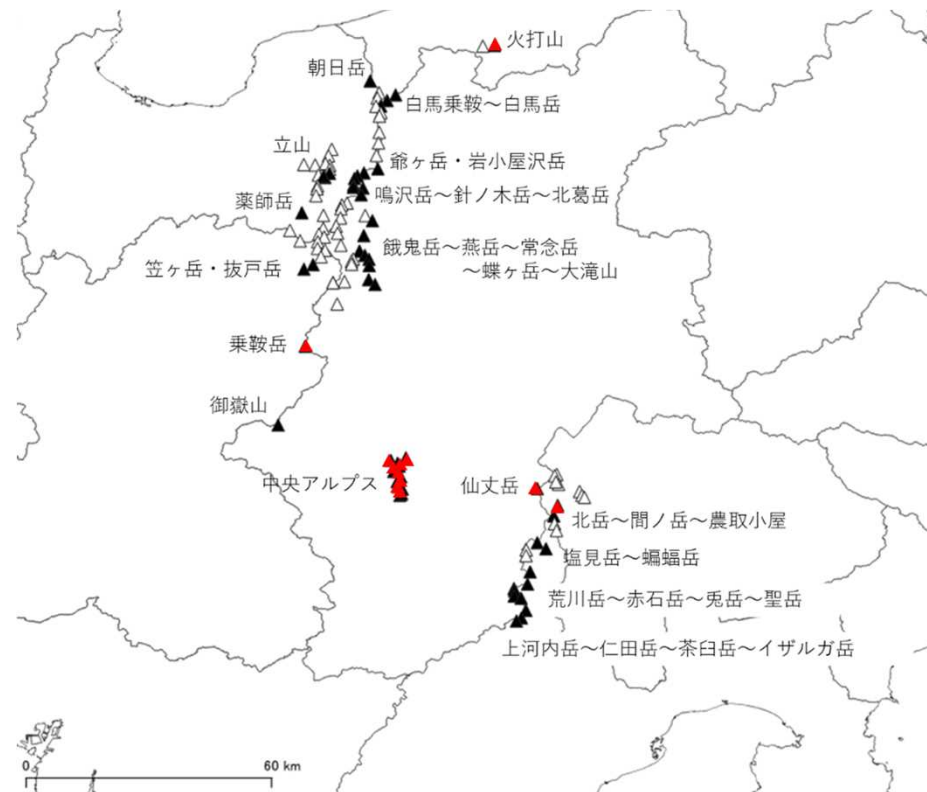 火打山
朝日岳
白馬乗鞍～白馬岳
立山
爺ヶ岳・岩小屋沢岳
鳴沢岳～針ノ木岳～北葛岳
薬師岳
餓鬼岳～燕岳～常念岳
～蝶ヶ岳～大滝山
笠ヶ岳・抜戸岳
乗鞍岳
御嶽山
中央アルプス
仙丈岳
北岳～間ノ岳～農取小屋
塩見岳～蝙蝠岳
荒川岳～赤石岳～兎岳～聖岳
上河内岳～仁田岳～茶臼岳～イザルガ岳
0 60 km